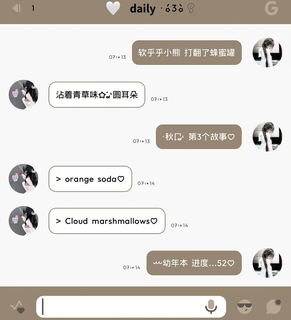 1
daily ·ఽ3ఽ
G
软乎乎小熊 打翻了蜂蜜罐
07⇢13
沾着青草味✿圆耳朵
07⇢13
秋 第3个故事♡
07⇢13
> orange soda♡
07⇢14
> Cloud marshmallows♡
07⇢14
幼年本 进度...52♡
07⇢14